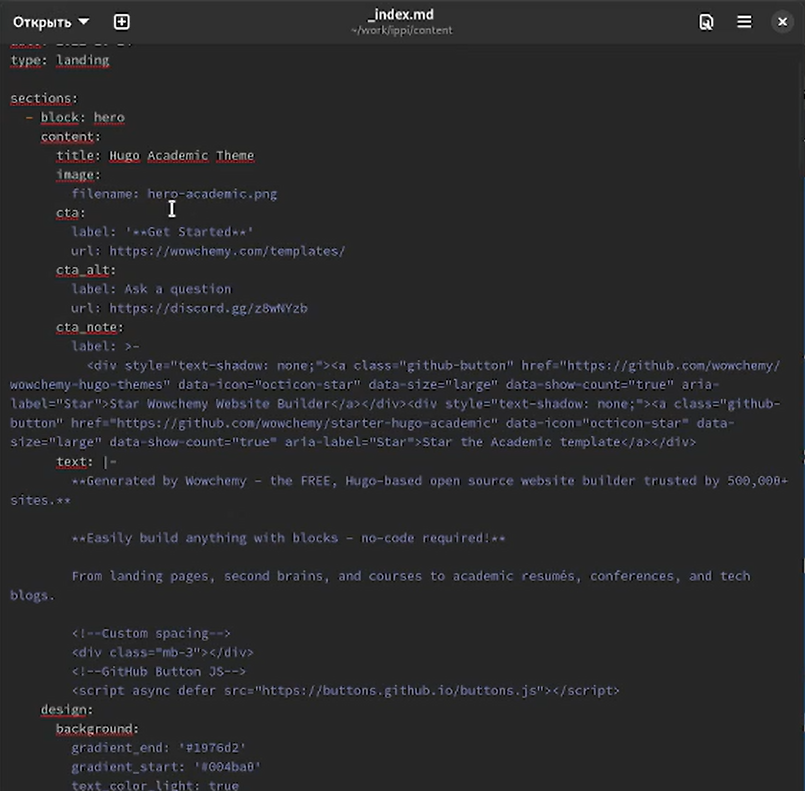 Открыть
_index.md
~/work/ippi/content
type: landing
sections:
- block: hero
content:
title: Hugo Academic Theme
image:
filename: hero-academic.png
cta:
label: '**Get Started**'
url: https://wowchemy.com/templates/
cta_alt:
label: Ask a question
url: https://discord.gg/z8wNYzb
cta_note:
label: >-
<div style="text-shadow: none;"><a class="github-button" href="https://github.com/wowchemy/
wowchemy-hugo-themes" data-icon="octicon-star" data-size="large" data-show-count="true" aria-
label="Star">Star Wowchemy Website Builder</a></div><div style="text-shadow: none;"><a class="github-
button" href="https://github.com/wowchemy/starter-hugo-academic" data-icon="octicon-star" data-
size="large" data-show-count="true" aria-label="Star">Star the Academic template</a></div>
text: |-
**Generated by Wowchemy - the FREE, Hugo-based open source website builder trusted by 500,000+
sites.**
**Easily build anything with blocks - no-code required!**
From landing pages, second brains, and courses to academic resumés, conferences, and tech
blogs.
<!--Custom spacing-->
<div class="mb-3"></div>
<!--GitHub Button JS-->
<script async defer src="https://buttons.github.io/buttons.js"></script>
design:
background:
gradient_end: '#1976d2'
gradient_start: '#004ba0'
text_color_light: true